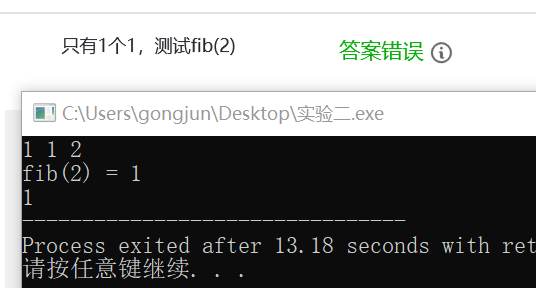 只有1个1，测试fib(2)
答案错误
C:\Users\gongjun\Desktop\实验二.exe
1 1 2
fib(2) = 1
1
--------------------------------
Process exited after 13.18 seconds with ret
请按任意键继续. . .